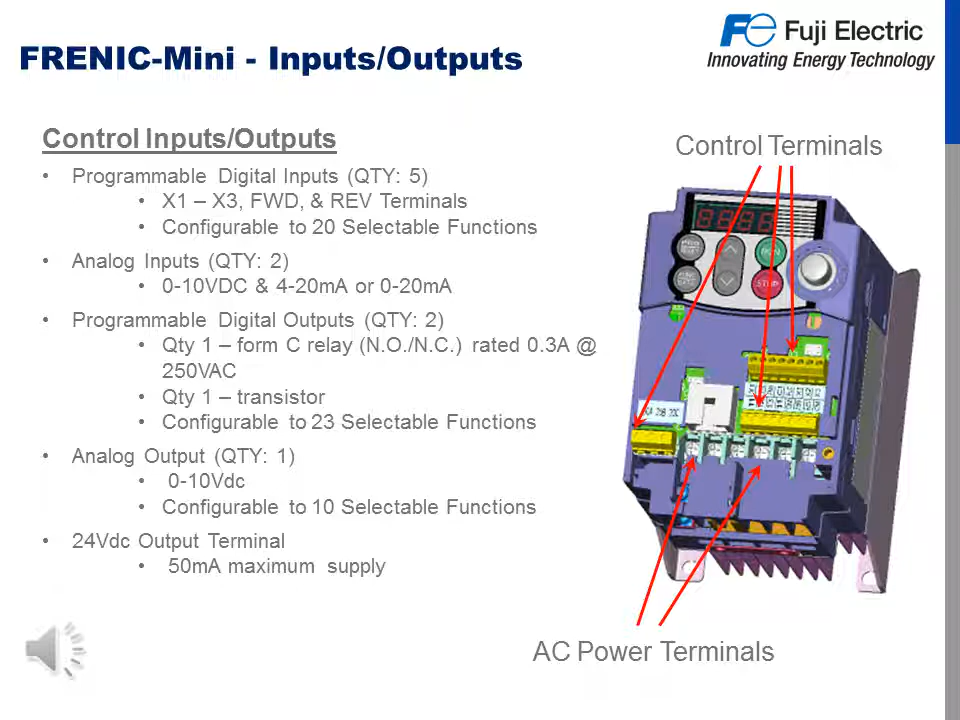 FRENIC-Mini - Inputs/Outputs
Fe Fuji Electric
Innovating Energy Technology
Control Inputs/Outputs
• Programmable Digital Inputs (QTY: 5)
• X1 – X3, FWD, & REV Terminals
• Configurable to 20 Selectable Functions
• Analog Inputs (QTY: 2)
• 0-10VDC & 4-20mA or 0-20mA
• Programmable Digital Outputs (QTY: 2)
• Qty 1 – form C relay (N.O./N.C.) rated 0.3A @
250VAC
• Qty 1 – transistor
• Configurable to 23 Selectable Functions
• Analog Output (QTY: 1)
• 0-10Vdc
• Configurable to 10 Selectable Functions
• 24Vdc Output Terminal
• 50mA maximum supply
Control Terminals
RUN
STOP
AC Power Terminals